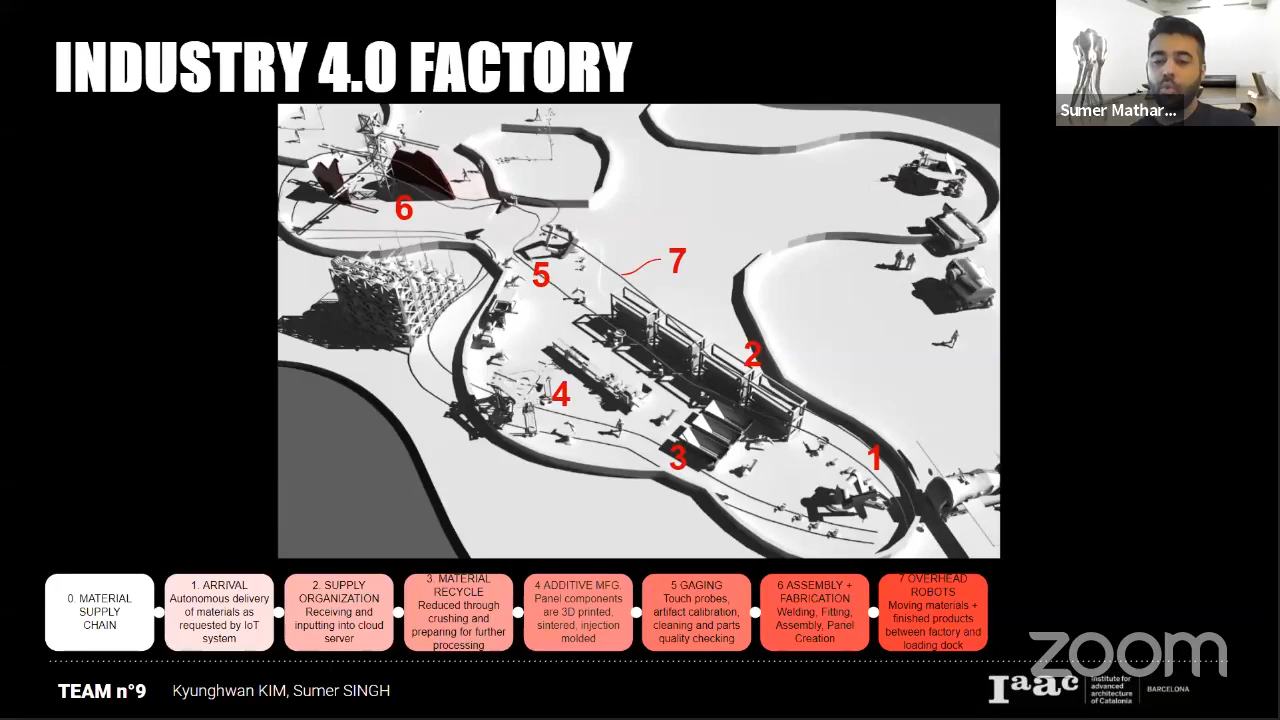 INDUSTRY 4.0 FACTORY
Sumer Mathar...
6
5
7
2
4
3
1
0. MATERIAL
SUPPLY
CHAIN
1. ARRIVAL
Autonomous delivery
of materials as
requested by IoT
system
2. SUPPLY
ORGANIZATION
Receiving and
inputting into cloud
server
3. MATERIAL
RECYCLE
Reduced through
crushing and
preparing for further
processing
4 ADDITIVE MFG.
Panel components
are 3D printed,
sintered, injection
molded
5 GAGING
Touch probes,
artifact calibration,
cleaning and parts
quality checking
6 ASSEMBLY +
FABRICATION
Welding, Fitting,
Assembly, Panel
Creation
7 OVERHEAD
ROBOTS
Moving materials +
finished products
between factory and
loading dock
zoom
TEAM n°9 Kyunghwan KIM, Sumer SINGH
Iaac
Institute for
advanced
architecture
of Catalonia
BARCELONA